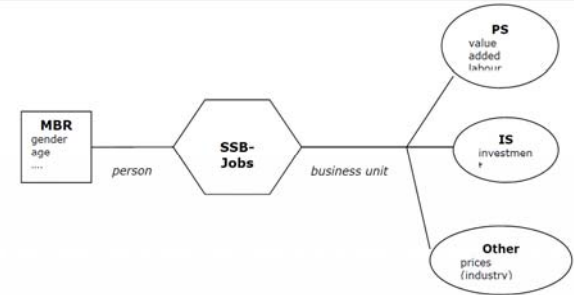 MBR
gender
age
....
person
SSB-
Jobs
business unit
PS
value
added
labour
IS
investmen
t
Other
prices
(industry)